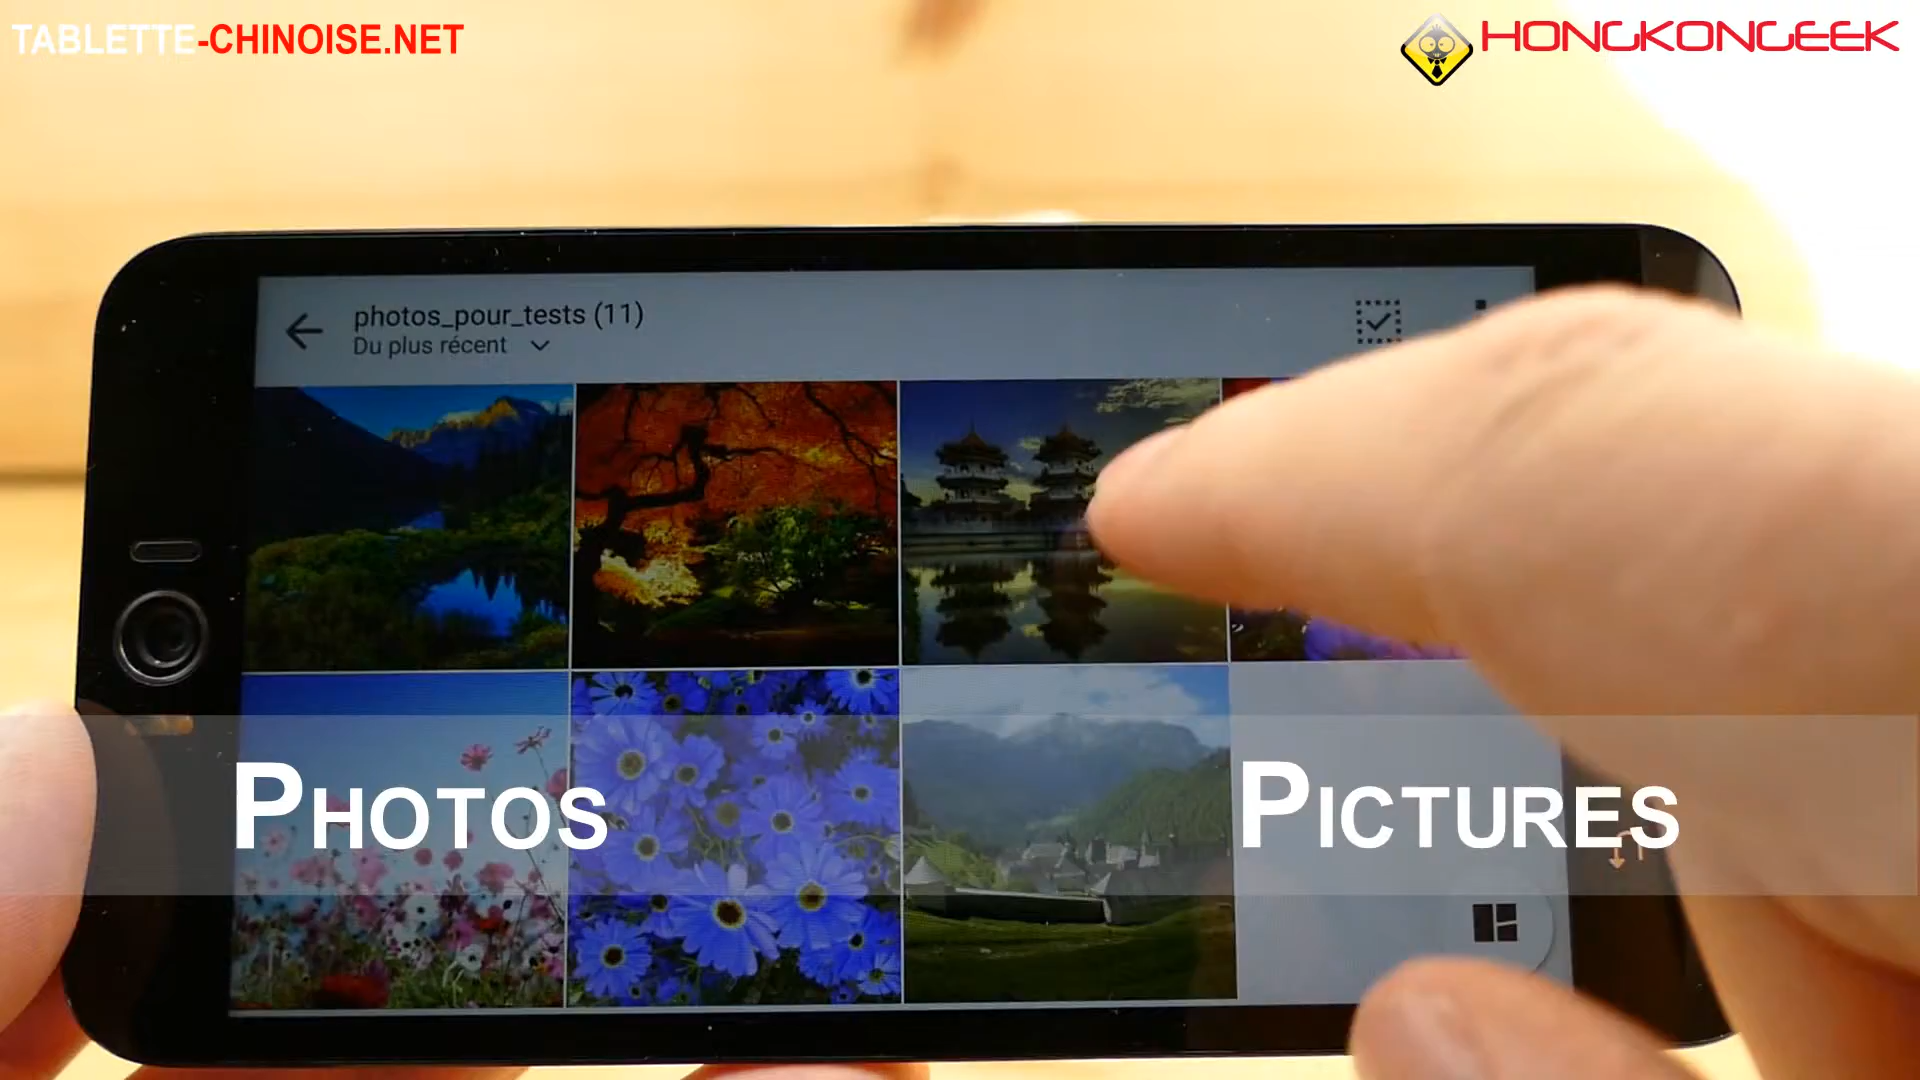 TABLETTE-CHINOISE.NET
HONGKONGEEK
photos_pour_tests (11)
Du plus récent
PHOTOS
PICTURES